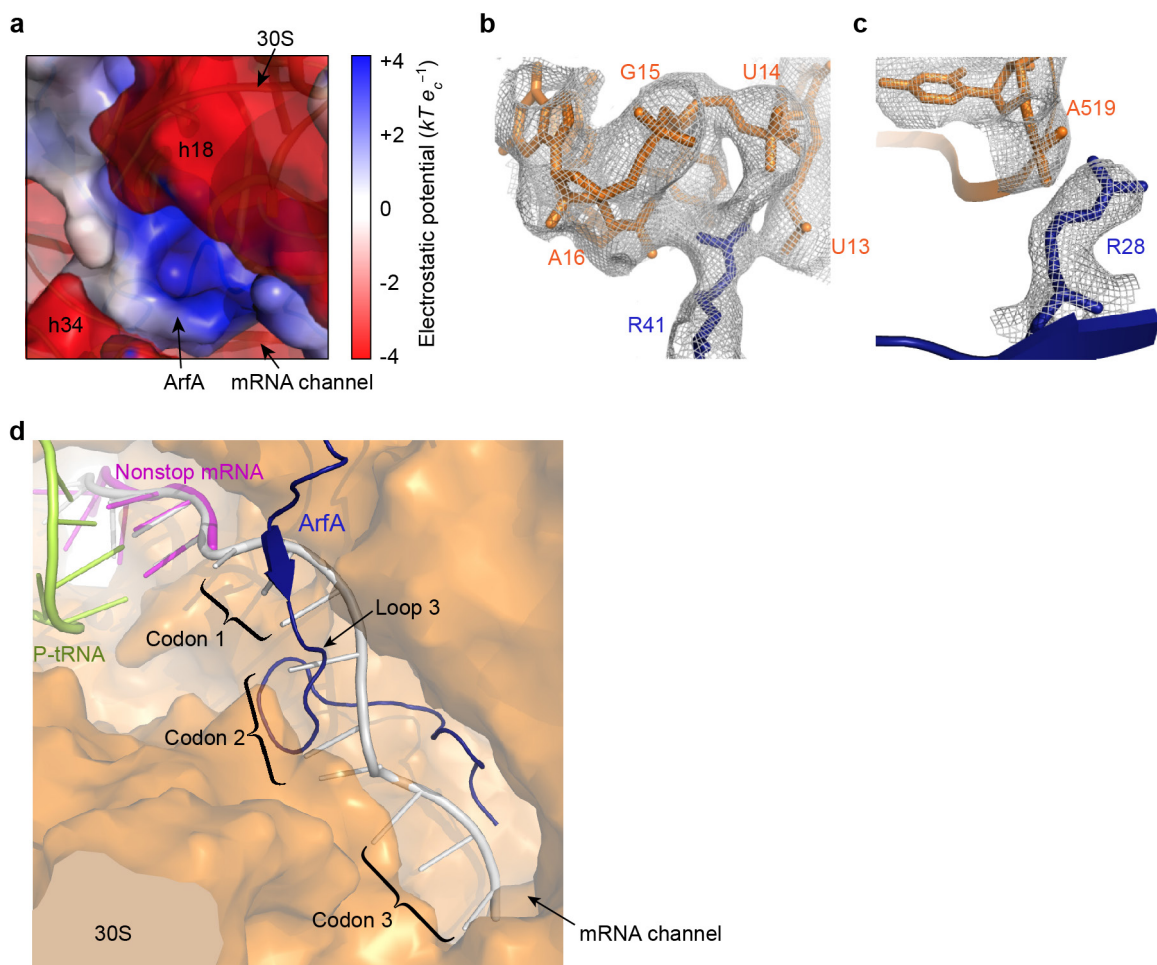 a
30S
h18
h34
ArfA
mRNA channel
+4
+2
0
-2
-4
Electrostatic potential (kT e_c⁻¹)
b
G15
U14
A16
U13
R41
c
A519
R28
d
Nonstop mRNA
ArfA
Loop 3
Codon 1
P-tRNA
Codon 2
Codon 3
30S
mRNA channel